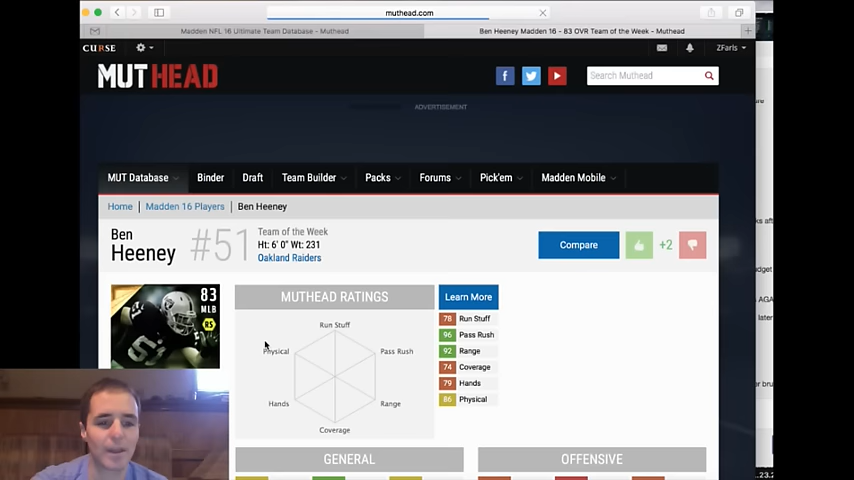 muthead.com
Madden NFL 16 Ultimate Team Database - Muthead
Ben Heeney Madden 16 - 83 OVR Team of the Week - Muthead
CURSE
ZFarls
MUTHEAD
Search Muthead
ADVERTISEMENT
MUT Database
Binder
Draft
Team Builder
Packs
Forums
Pick'em
Madden Mobile
Home
Madden 16 Players
Ben Heeney
Ben
Heeney
#51
Team of the Week
Ht: 6' 0" Wt: 231
Oakland Raiders
Compare
+2
83
MLB
RS
MUTHEAD RATINGS
Learn More
Run Stuff
Physical
Pass Rush
Hands
Range
Coverage
78 Run Stuff
96 Pass Rush
92 Range
74 Coverage
79 Hands
86 Physical
GENERAL
OFFENSIVE